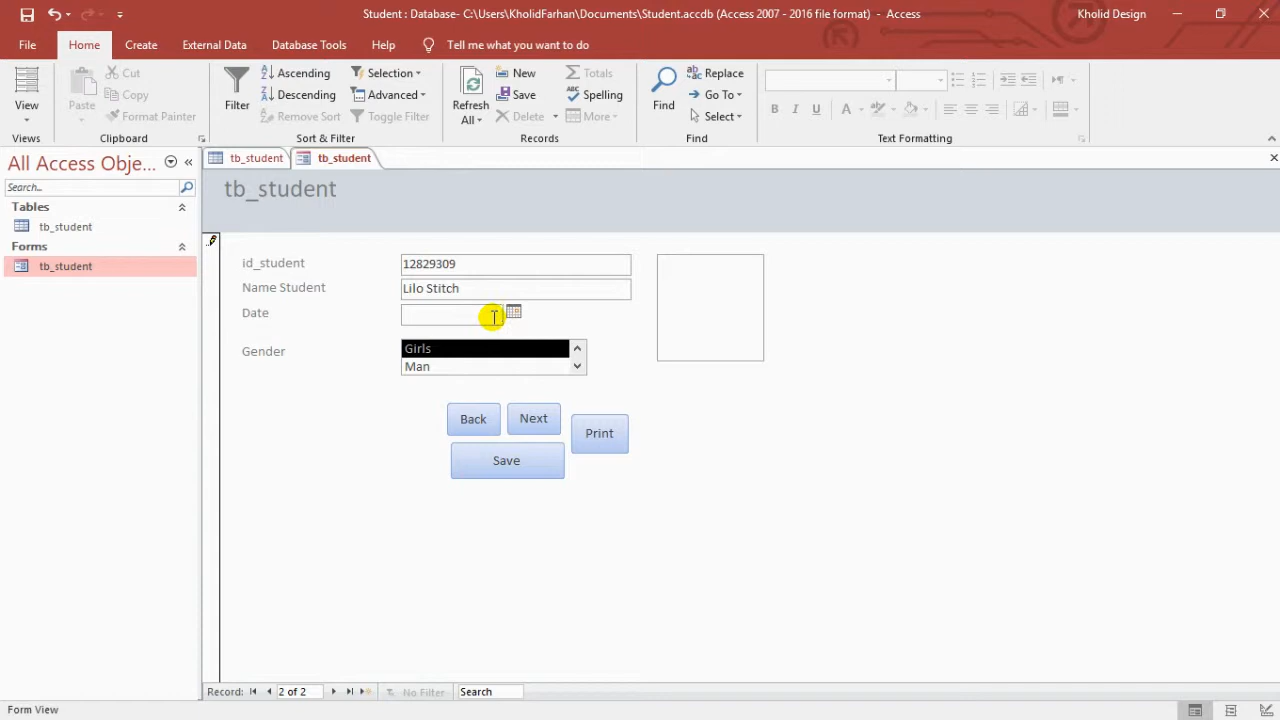 Student : Database- C:\Users\KholidFarhan\Documents\Student.accdb (Access 2007 - 2016 file format) - Access
Kholid Design
File Home Create External Data Database Tools Help Tell me what you want to do
View
Views
Paste
Cut
Copy
Format Painter
Clipboard
Filter
Ascending
Descending
Remove Sort
Selection
Advanced
Toggle Filter
Sort & Filter
Refresh
All
New
Save
Delete
Totals
Spelling
More
Records
Find
Replace
Go To
Select
Find
Text Formatting
All Access Obje...
Search...
Tables
tb_student
Forms
tb_student
tb_student tb_student
tb_student
id_student 12829309
Name Student Lilo Stitch
Date
Gender Girls
Man
Back Next
Print
Save
Record: 2 of 2 No Filter Search
Form View